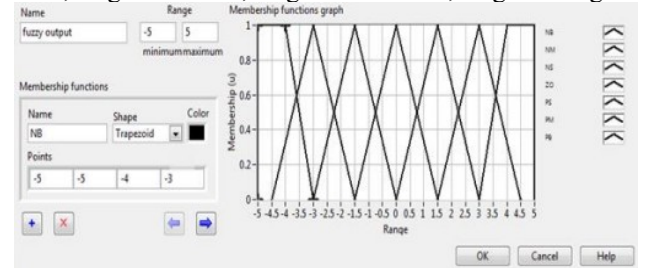 Name
Range
fuzzy output
-5
5
minimum maximum
Membership functions
Name
Shape
Color
NB
Trapezoid
Points
-5
-5
-4
-3
+
X
Membership functions graph
Membership (u)
1
0.8
0.6
0.4
0.2
0
-5 -4.5 -4 -3.5 -3 -2.5 -2 -1.5 -1 -0.5 0 0.5 1 1.5 2 2.5 3 3.5 4 4.5 5
Range
NB
NM
NS
ZO
PS
PM
PB
OK
Cancel
Help